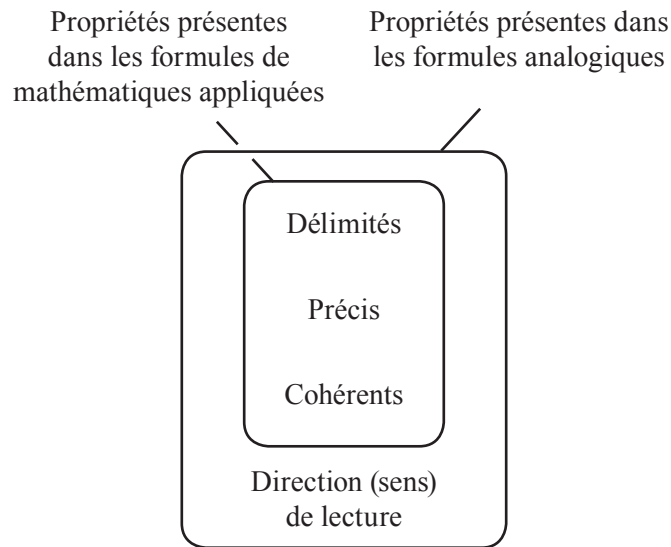 Propriétés présentes
dans les formules de
mathématiques appliquées
Propriétés présentes dans
les formules analogiques
Délimités
Précis
Cohérents
Direction (sens)
de lecture